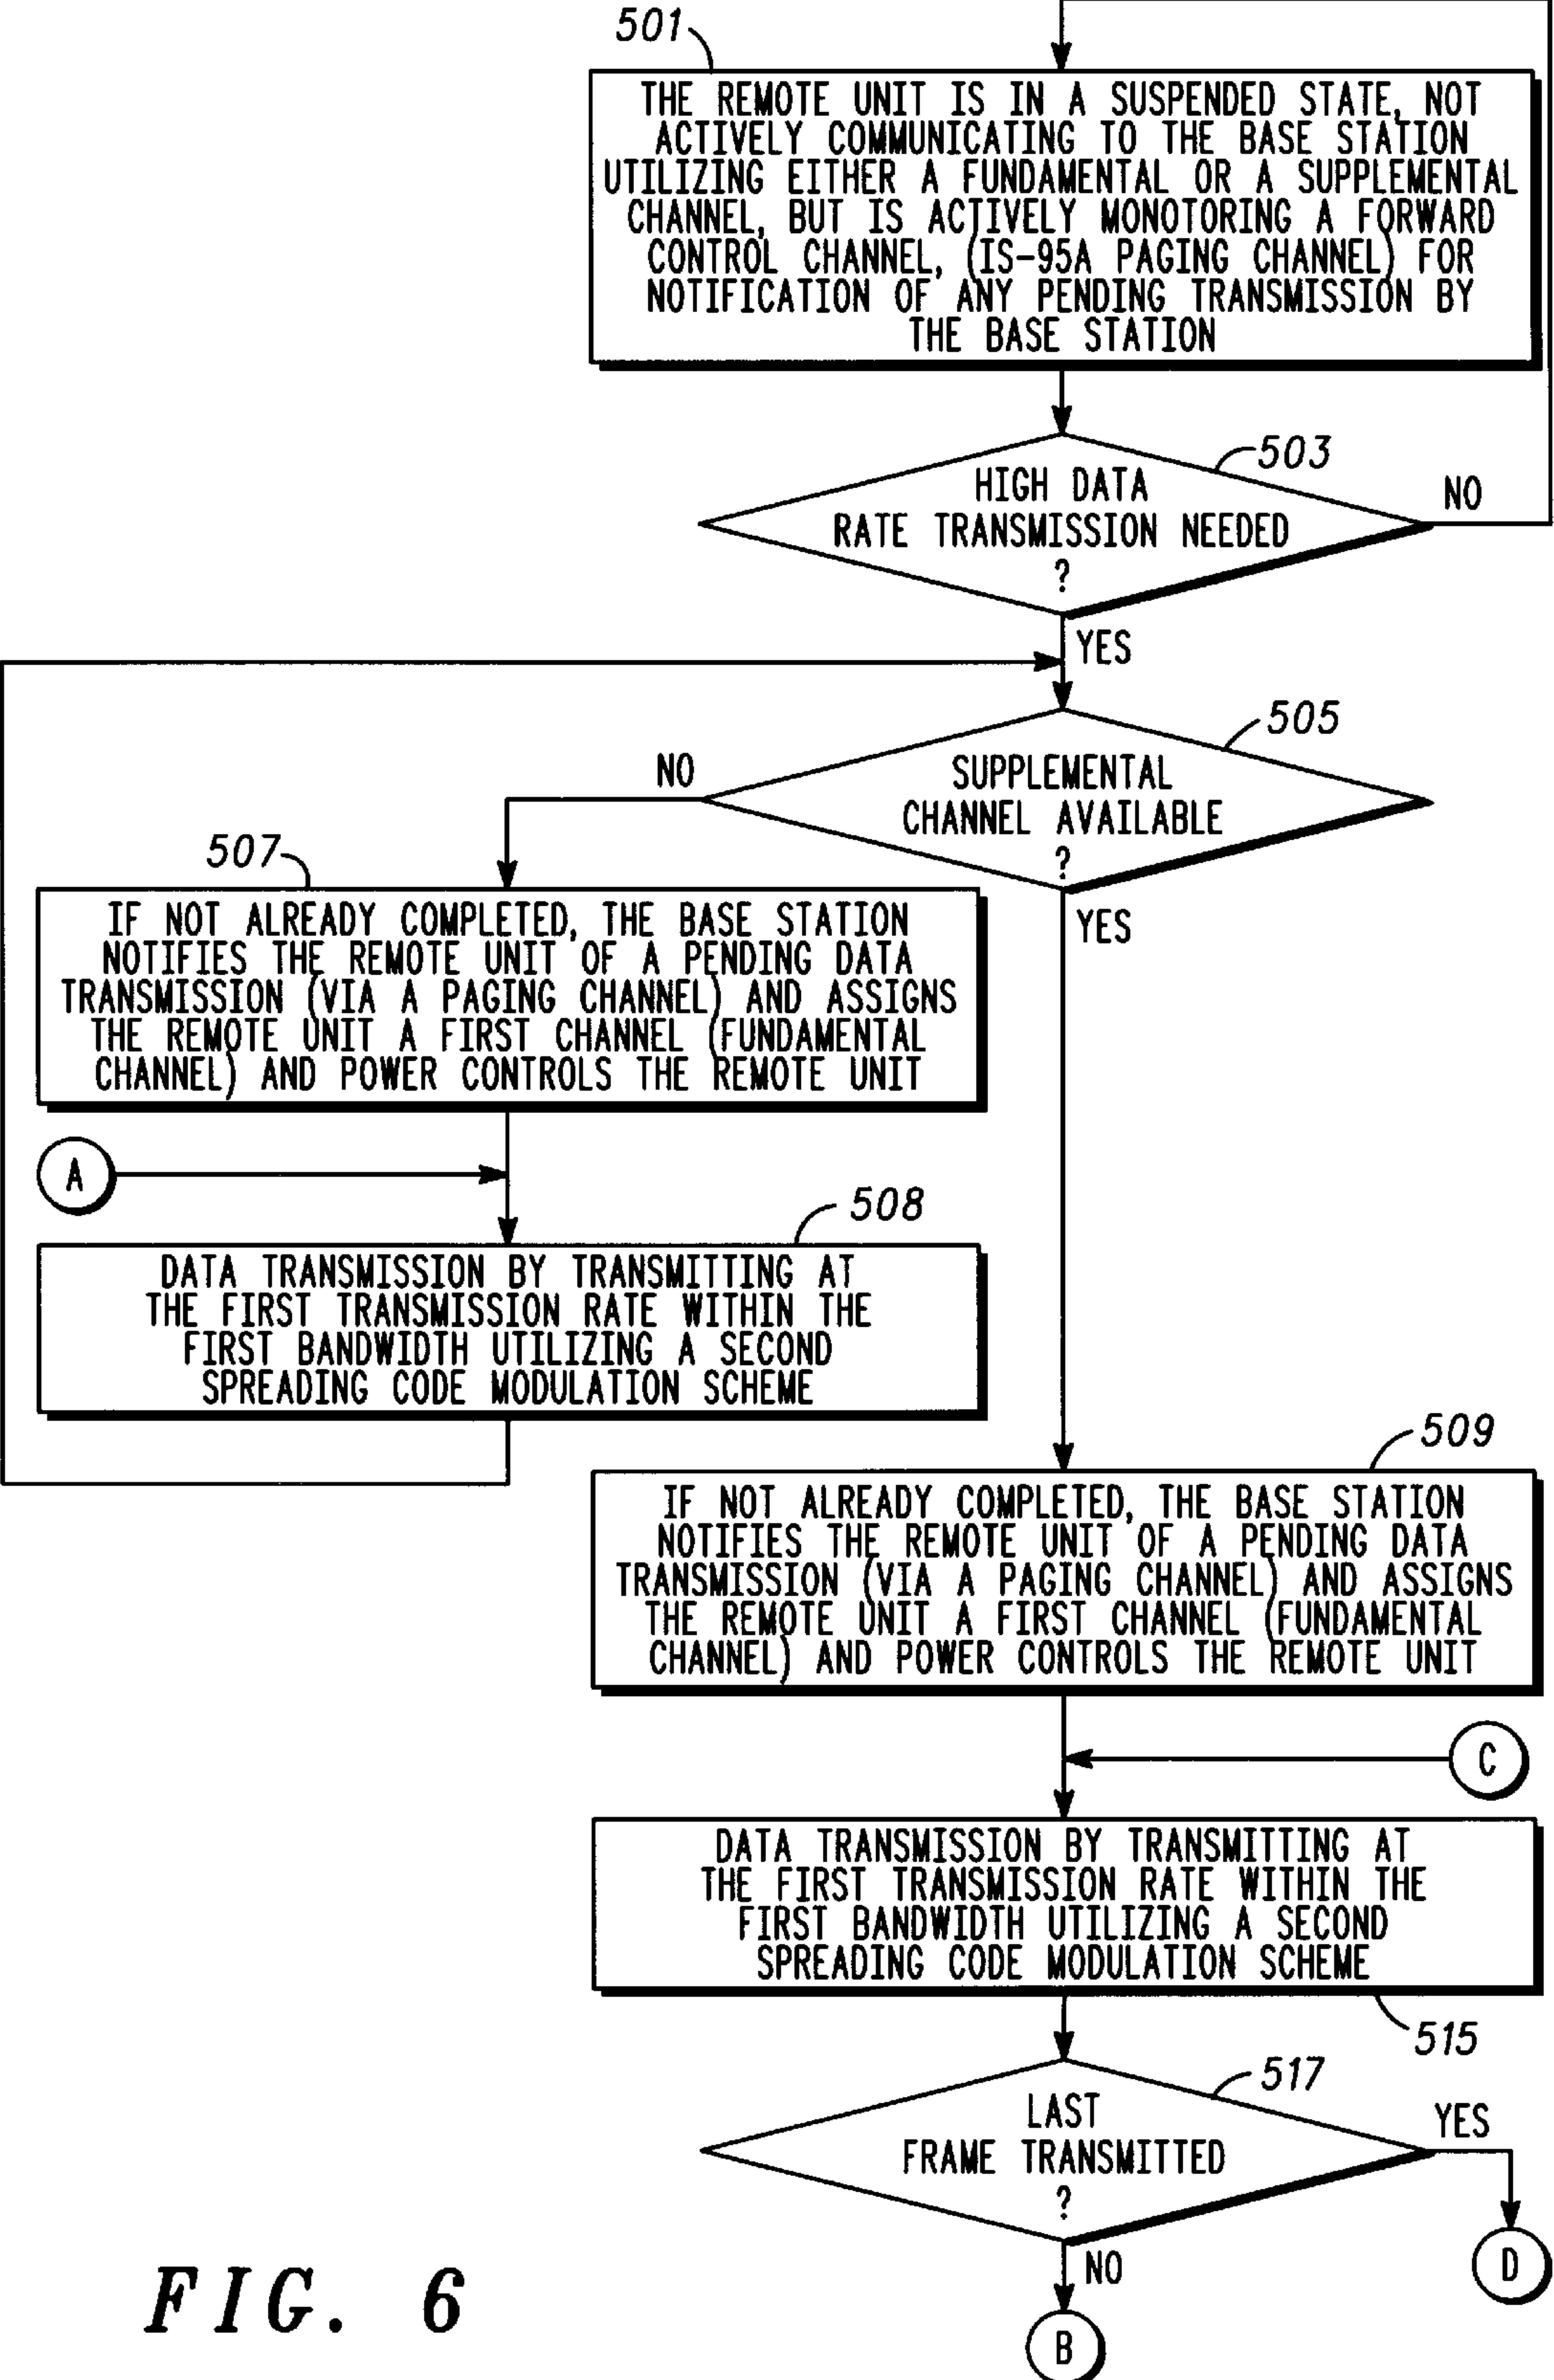 501
THE REMOTE UNIT IS IN A SUSPENDED STATE, NOT
ACTIVELY COMMUNICATING TO THE BASE STATION
UTILIZING EITHER A FUNDAMENTAL OR A SUPPLEMENTAL
CHANNEL, BUT IS ACTIVELY MONOTORING A FORWARD
CONTROL CHANNEL, (IS-95A PAGING CHANNEL) FOR
NOTIFICATION OF ANY PENDING TRANSMISSION BY
THE BASE STATION
503
HIGH DATA
RATE TRANSMISSION NEEDED
?
NO
YES
505
SUPPLEMENTAL
CHANNEL AVAILABLE
?
NO
YES
507
IF NOT ALREADY COMPLETED, THE BASE STATION
NOTIFIES THE REMOTE UNIT OF A PENDING DATA
TRANSMISSION (VIA A PAGING CHANNEL) AND ASSIGNS
THE REMOTE UNIT A FIRST CHANNEL (FUNDAMENTAL
CHANNEL) AND POWER CONTROLS THE REMOTE UNIT
A
508
DATA TRANSMISSION BY TRANSMITTING AT
THE FIRST TRANSMISSION RATE WITHIN THE
FIRST BANDWIDTH UTILIZING A SECOND
SPREADING CODE MODULATION SCHEME
509
IF NOT ALREADY COMPLETED, THE BASE STATION
NOTIFIES THE REMOTE UNIT OF A PENDING DATA
TRANSMISSION (VIA A PAGING CHANNEL) AND ASSIGNS
THE REMOTE UNIT A FIRST CHANNEL (FUNDAMENTAL
CHANNEL) AND POWER CONTROLS THE REMOTE UNIT
C
DATA TRANSMISSION BY TRANSMITTING AT
THE FIRST TRANSMISSION RATE WITHIN THE
FIRST BANDWIDTH UTILIZING A SECOND
SPREADING CODE MODULATION SCHEME
515
517
LAST
FRAME TRANSMITTED
?
YES
D
NO
B
FIG. 6